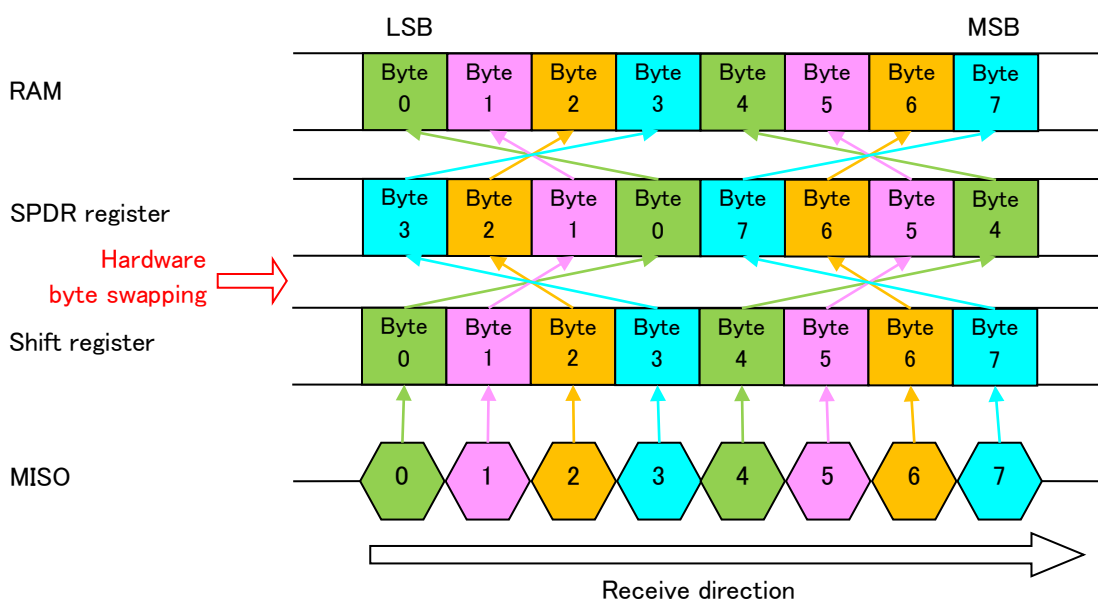 LSB MSB
RAM
Byte 0 Byte 1 Byte 2 Byte 3 Byte 4 Byte 5 Byte 6 Byte 7
SPDR register
Byte 3 Byte 2 Byte 1 Byte 0 Byte 7 Byte 6 Byte 5 Byte 4
Hardware
byte swapping
Shift register
Byte 0 Byte 1 Byte 2 Byte 3 Byte 4 Byte 5 Byte 6 Byte 7
MISO
0 1 2 3 4 5 6 7
Receive direction